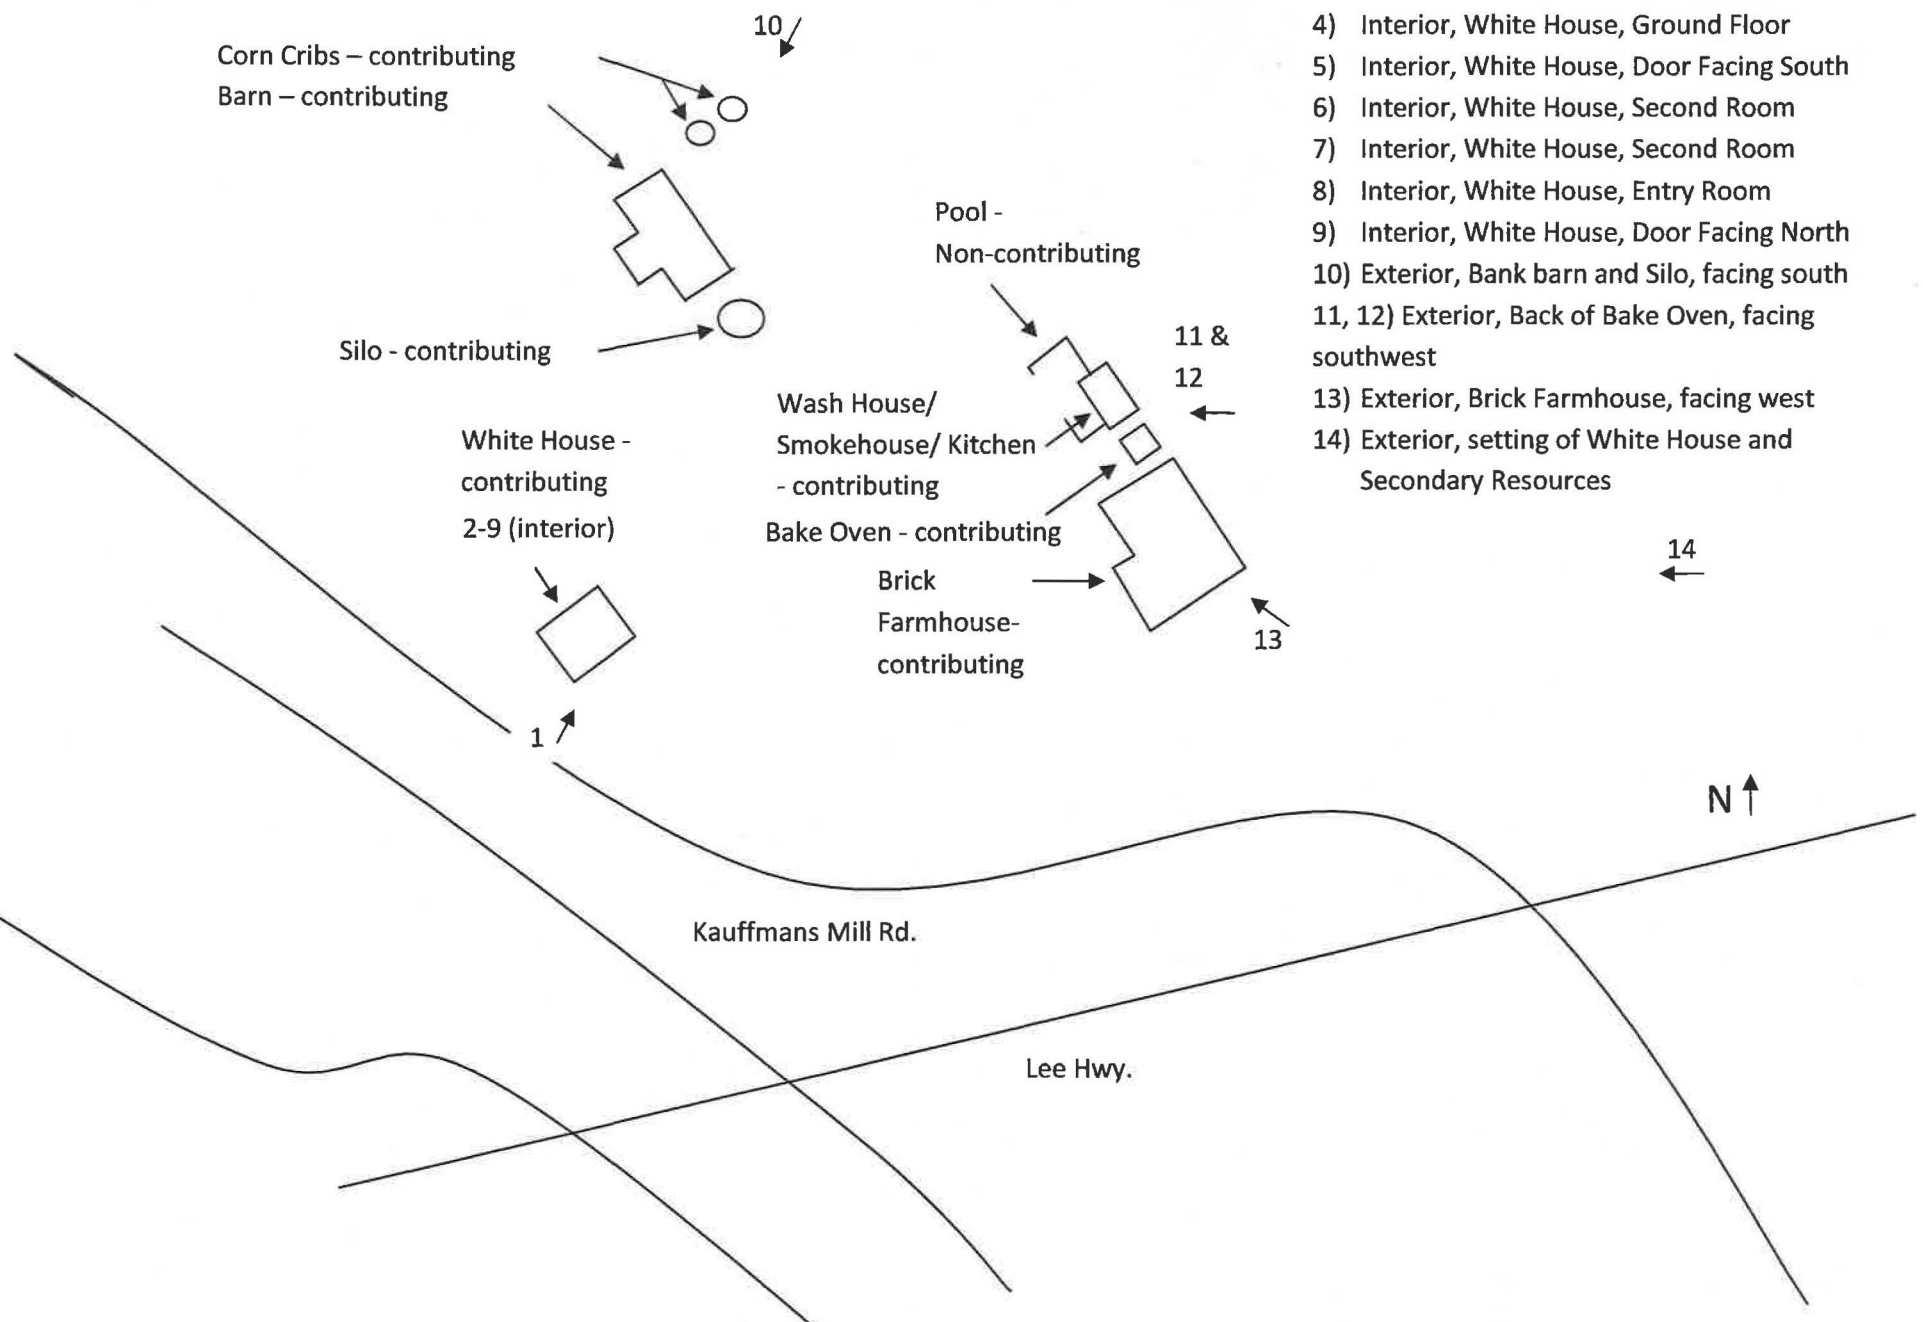 10
Corn Cribs – contributing
Barn – contributing
Pool -
Non-contributing
Silo - contributing
11 &
12
Wash House/
Smokehouse/ Kitchen
- contributing
White House -
contributing
2-9 (interior)
Bake Oven - contributing
Brick
Farmhouse-
contributing
13
14
1
N
Kauffmans Mill Rd.
Lee Hwy.
4) Interior, White House, Ground Floor
5) Interior, White House, Door Facing South
6) Interior, White House, Second Room
7) Interior, White House, Second Room
8) Interior, White House, Entry Room
9) Interior, White House, Door Facing North
10) Exterior, Bank barn and Silo, facing south
11, 12) Exterior, Back of Bake Oven, facing
southwest
13) Exterior, Brick Farmhouse, facing west
14) Exterior, setting of White House and
Secondary Resources